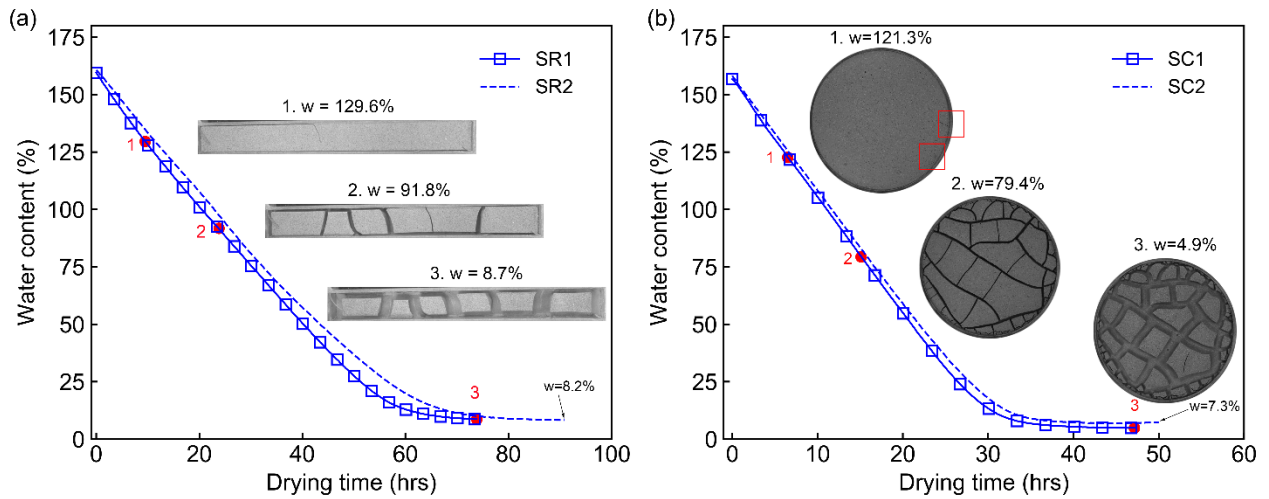 (a)
175
150
125
100
75
50
25
0
Water content (%)
0
20
40
60
80
100
Drying time (hrs)
SR1
SR2
1. w = 129.6%
2. w = 91.8%
3. w = 8.7%
1
2
3
w=8.2%
(b)
175
150
125
100
75
50
25
0
Water content (%)
0
10
20
30
40
50
60
Drying time (hrs)
SC1
SC2
1. w=121.3%
2. w=79.4%
3. w=4.9%
1
2
3
w=7.3%